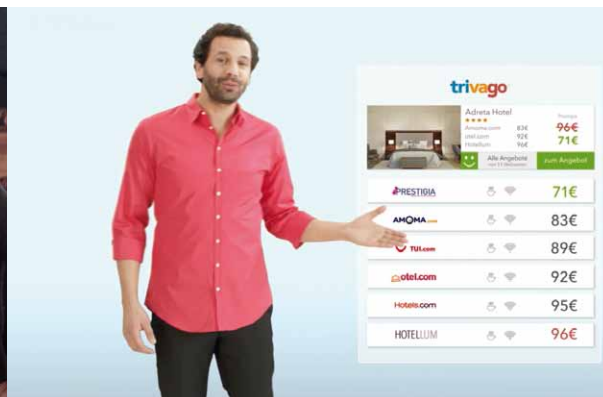 trivago
Adreta Hotel
Amoma.com 83€
otel.com 92€
Hotellum 96€
96€
71€
Alle Angebote
zum Angebot
PRESTIGIA 71€
AMOMA.com 83€
TUI.com 89€
otel.com 92€
Hotels.com 95€
HOTELLUM 96€